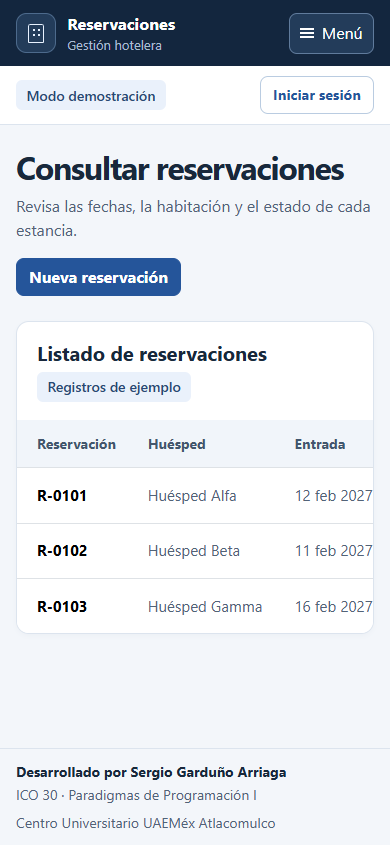 Reservaciones
Gestión hotelera
Menú
Modo demostración
Iniciar sesión
Consultar reservaciones
Revisa las fechas, la habitación y el estado de cada
estancia.
Nueva reservación
Listado de reservaciones
Registros de ejemplo
Reservación Huésped Entrada
R-0101 Huésped Alfa 12 feb 2027
R-0102 Huésped Beta 11 feb 2027
R-0103 Huésped Gamma 16 feb 2027
Desarrollado por Sergio Garduño Arriaga
ICO 30 · Paradigmas de Programación I
Centro Universitario UAEMéx Atlacomulco